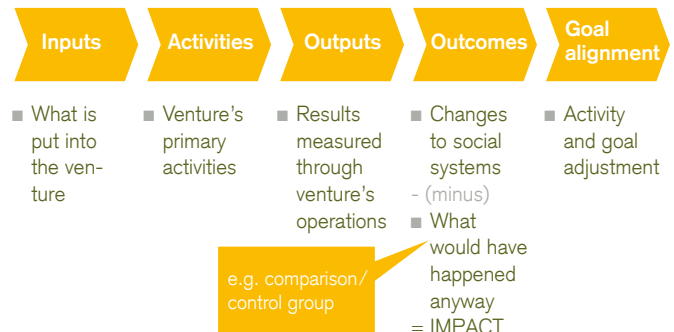 Inputs
Activities
Outputs
Outcomes
Goal
alignment
■ What is
put into
the ven-
ture
■ Venture's
primary
activities
■ Results
measured
through
venture's
operations
■ Changes
to social
systems
- (minus)
■ What
would have
happened
anyway
= IMPACT
■ Activity
and goal
adjustment
e.g. comparison/
control group